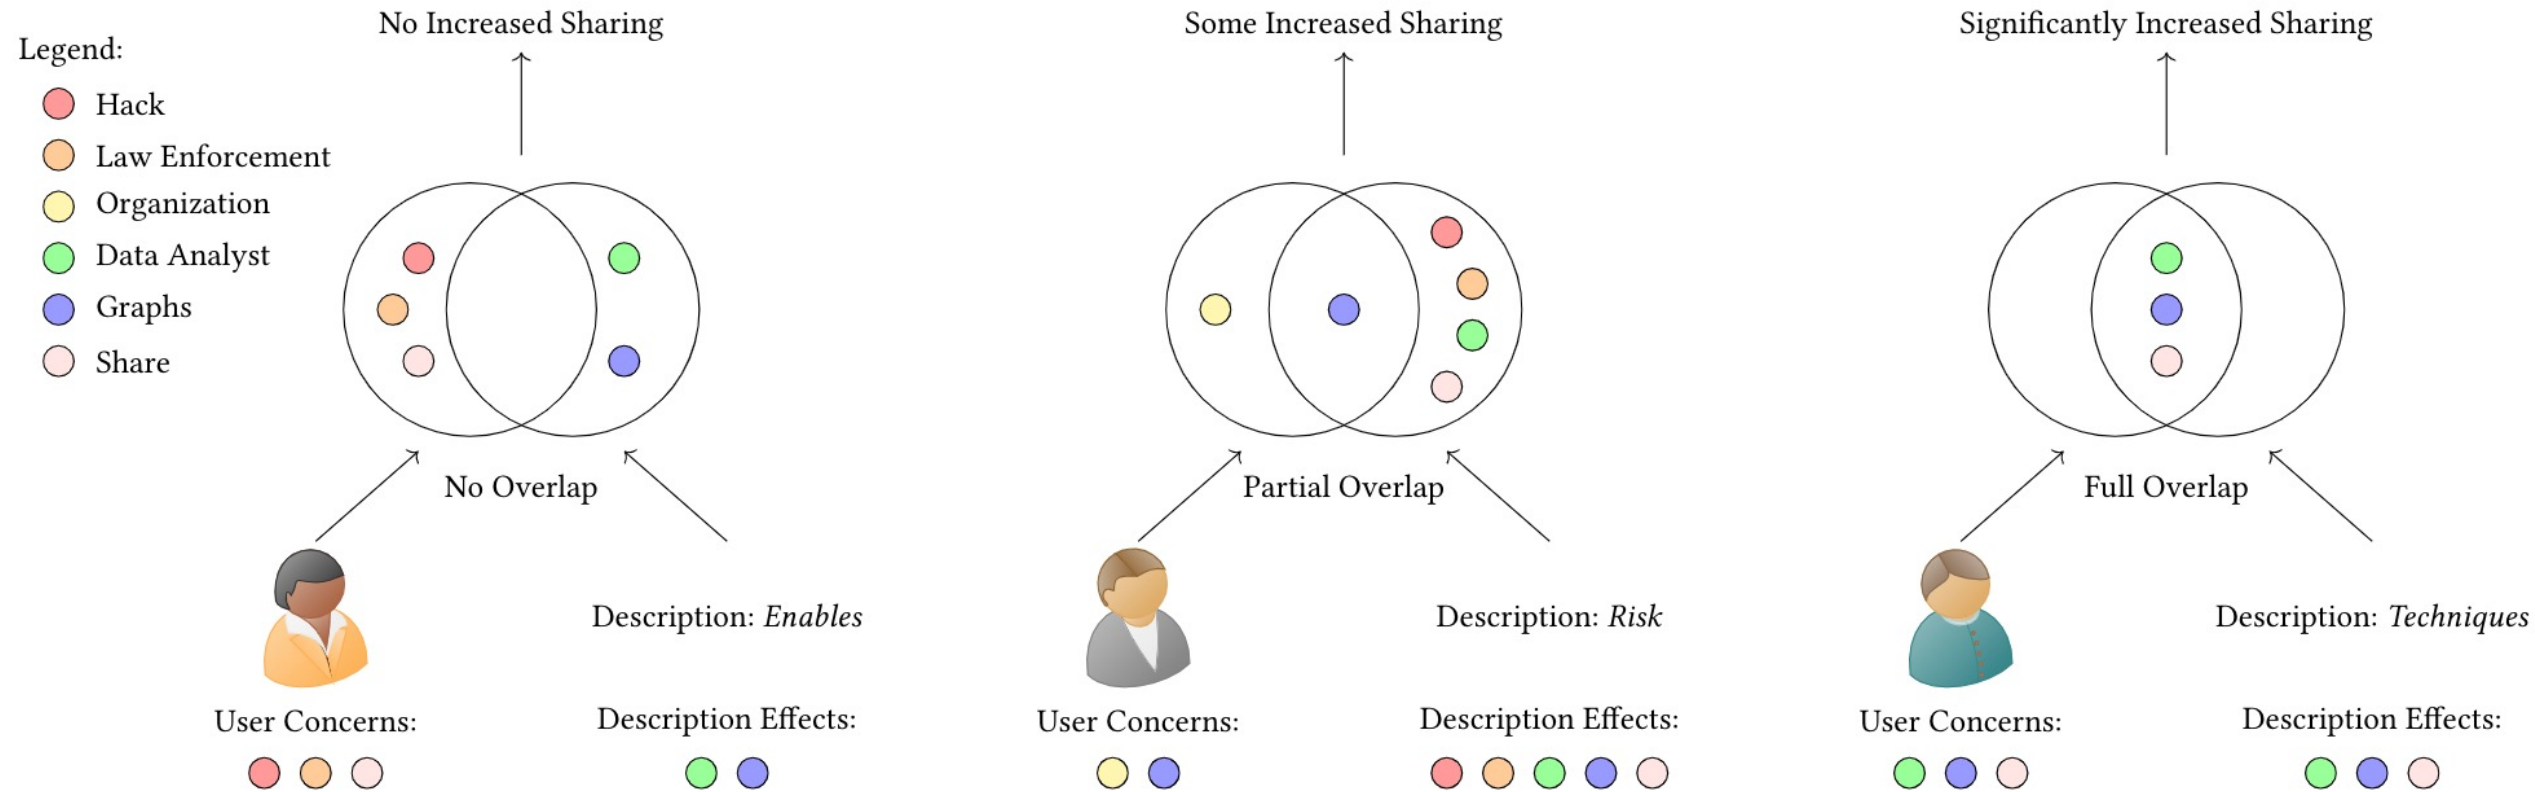 No Increased Sharing
Some Increased Sharing
Significantly Increased Sharing
Legend:
Hack
Law Enforcement
Organization
Data Analyst
Graphs
Share
No Overlap
Partial Overlap
Full Overlap
Description: Enables
Description: Risk
Description: Techniques
User Concerns:
Description Effects:
User Concerns:
Description Effects:
User Concerns:
Description Effects: